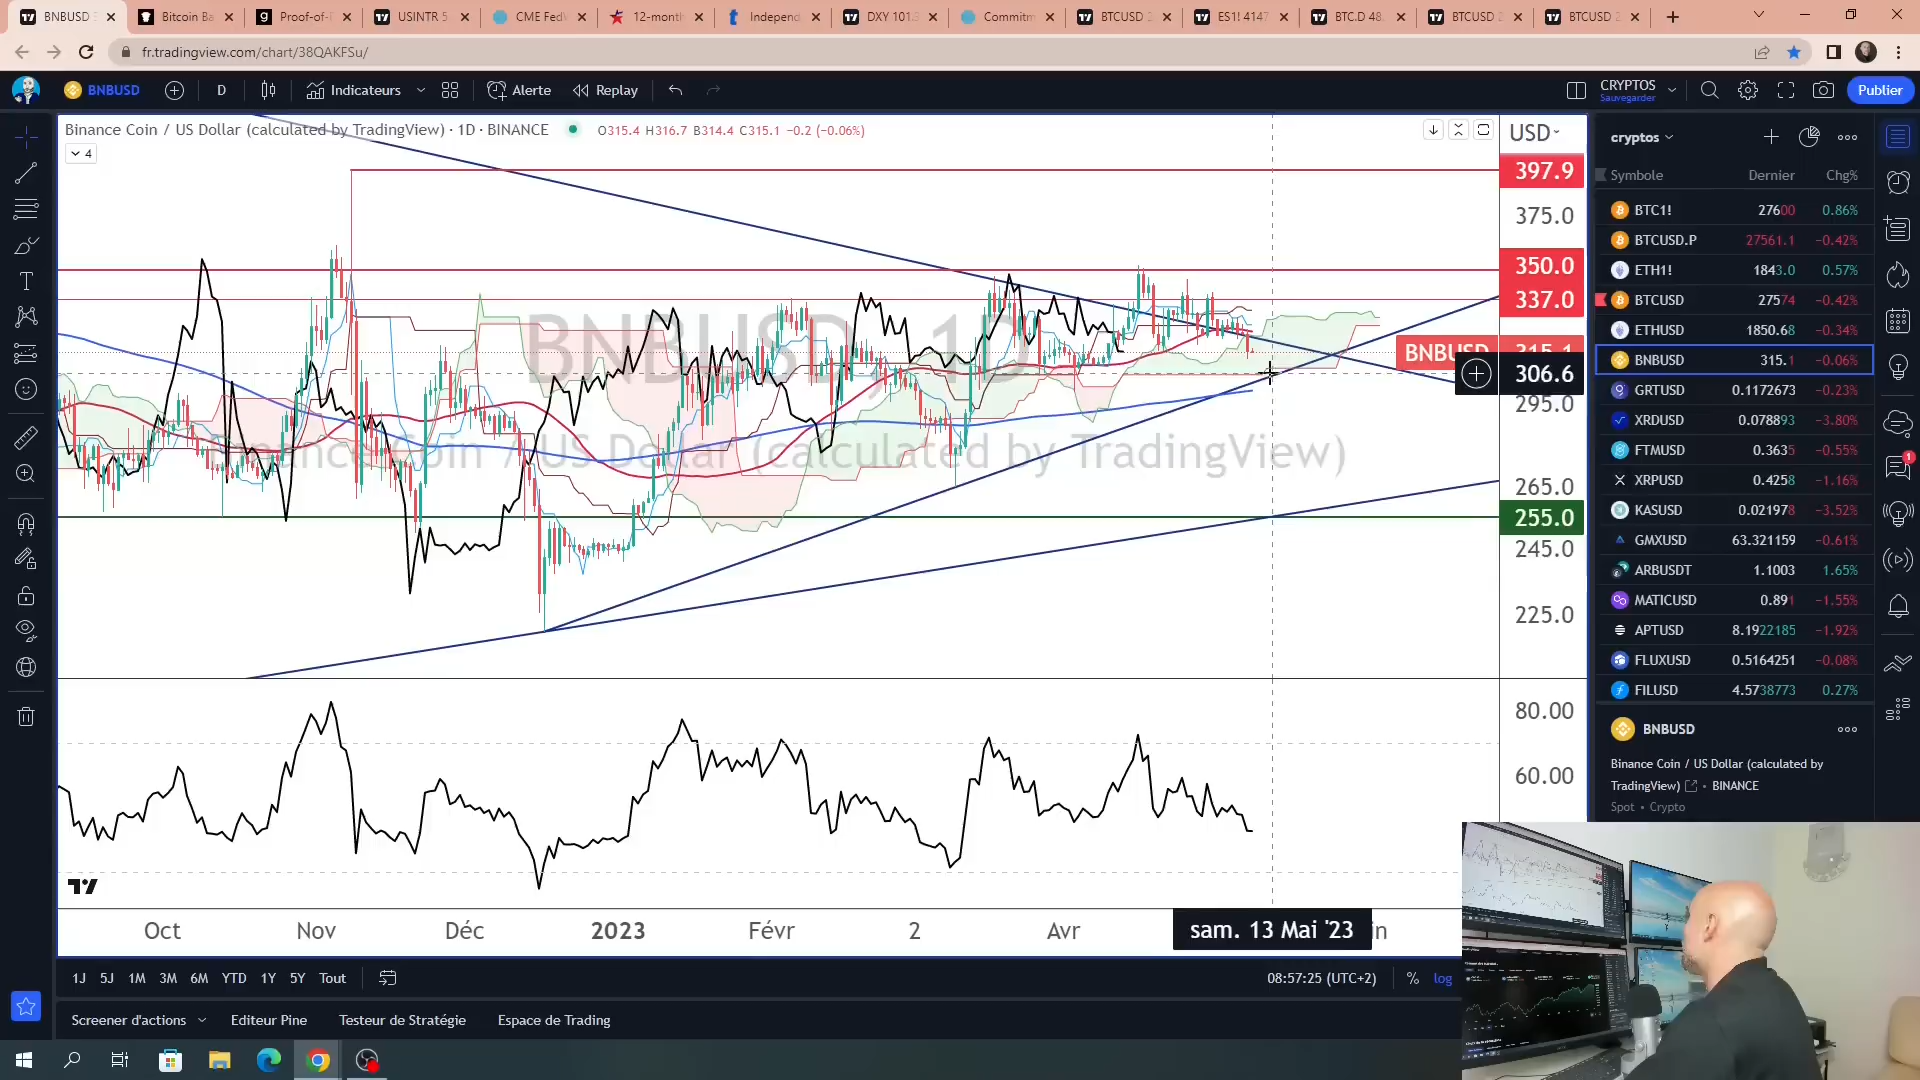 BNBUSD 3
Bitcoin Ba
Proof-of-
USINTR 5
CME Fed
12-month
Independ
DXY 101.
Commitm
BTCUSD 2
ES1! 4147
BTC.D 48.
BTCUSD 2
BTCUSD 2
fr.tradingview.com/chart/38QAKFSu/
BNBUSD
D
Indicateurs
Alerte
Replay
CRYPTOS
Sauvegarder
Publier
Binance Coin / US Dollar (calculated by TradingView) · 1D · BINANCE
O315.4 H316.7 B314.4 C315.1 −0.2 (−0.06%)
4
USD
BNBUSD, 1D
Binance Coin / US Dollar (calculated by TradingView)
397.9
375.0
350.0
337.0
BNBUSD 315.1
306.6
295.0
265.0
255.0
245.0
225.0
80.00
60.00
Oct
Nov
Déc
2023
Févr
2
Avr
sam. 13 Mai '23
in
1J
5J
1M
3M
6M
YTD
1Y
5Y
Tout
08:57:25 (UTC+2)
%
log
Screener d'actions
Editeur Pine
Testeur de Stratégie
Espace de Trading
cryptos
Symbole Dernier Chg%
BTC1! 27600 0.86%
BTCUSD.P 27561.1 −0.42%
ETH1! 1843.0 0.57%
BTCUSD 27574 −0.42%
ETHUSD 1850.68 −0.34%
BNBUSD 315.1 −0.06%
GRTUSD 0.1172673 −0.23%
XRDUSD 0.078893 −3.80%
FTMUSD 0.3635 −0.55%
XRPUSD 0.4258 −1.16%
KASUSD 0.021978 −3.52%
GMXUSD 63.321159 −0.61%
ARBUSDT 1.1003 1.65%
MATICUSD 0.891 −1.55%
APTUSD 8.1922185 −1.92%
FLUXUSD 0.5164251 −0.08%
FILUSD 4.5738773 0.27%
1
BNBUSD
Binance Coin / US Dollar (calculated by
TradingView) • BINANCE
Spot • Crypto